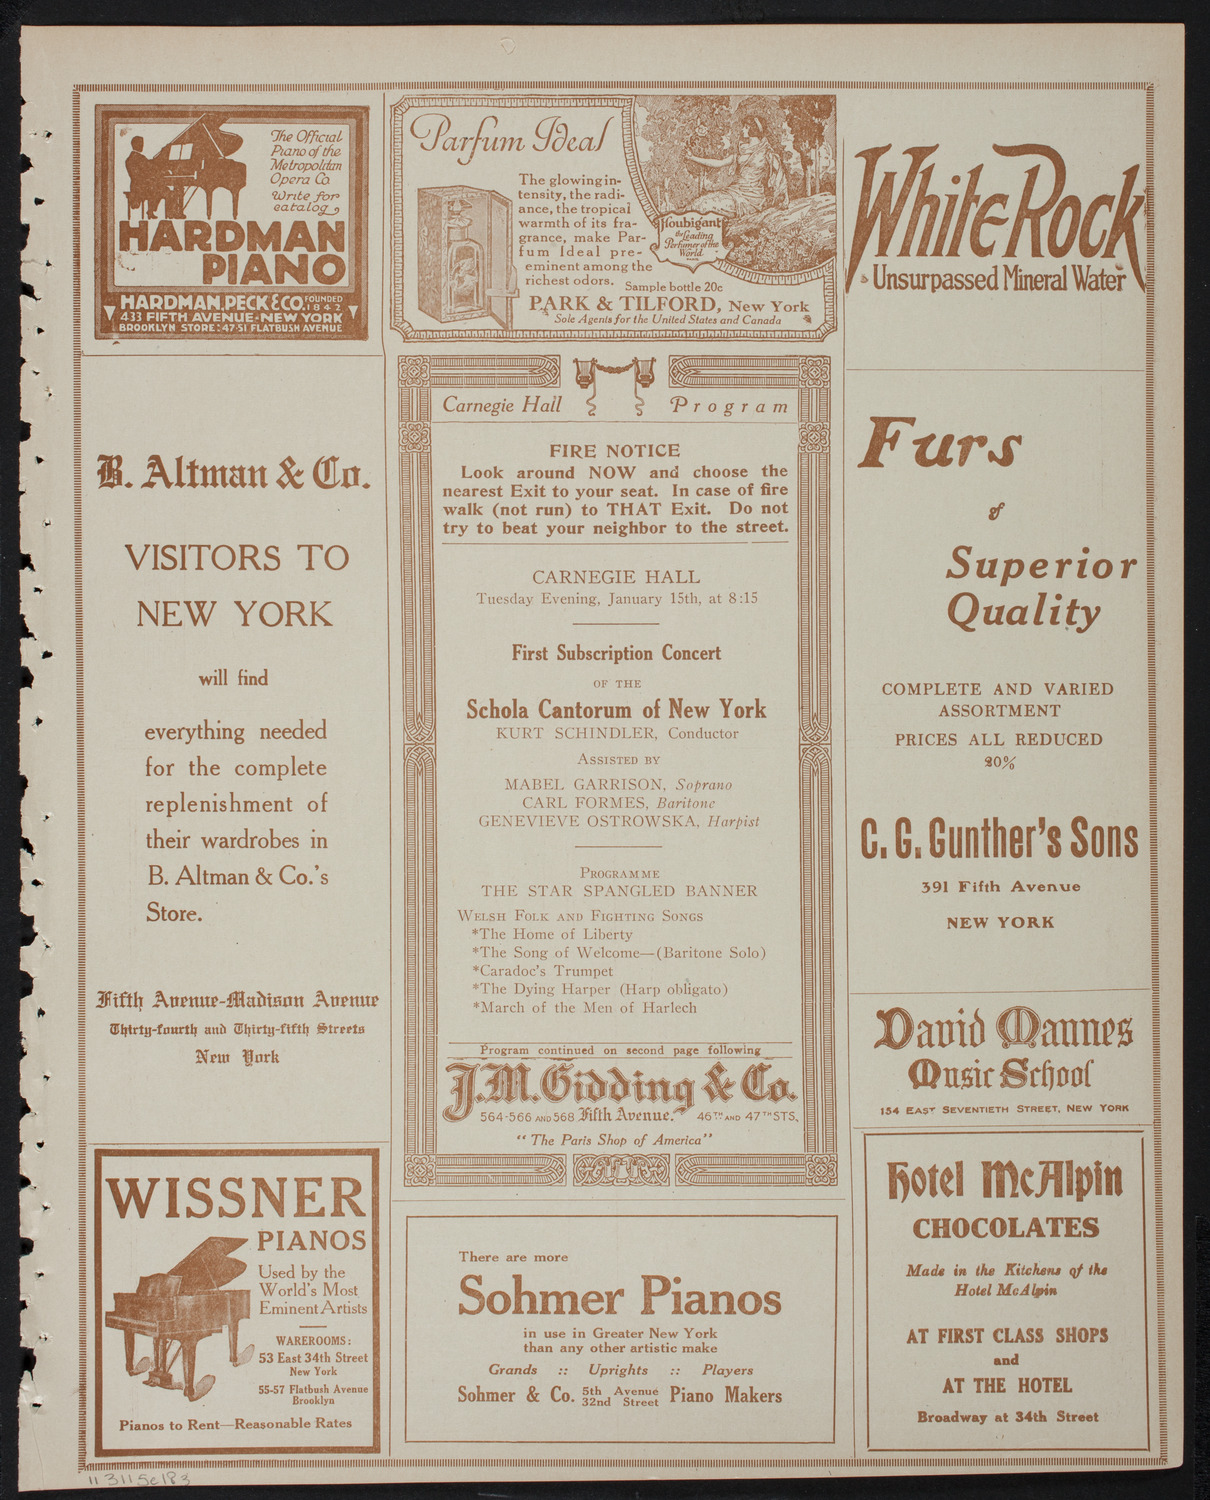 The Official
Piano of the
Metropolitan
Opera Co.
Write for
catalog
HARDMAN
PIANO
HARDMAN, PECK & CO. FOUNDED 1842
433 FIFTH AVENUE-NEW YORK
BROOKLYN STORE: 47-51 FLATBUSH AVENUE
B. Altman & Co.
VISITORS TO
NEW YORK
will find
everything needed
for the complete
replenishment of
their wardrobes in
B. Altman & Co.'s
Store.
Fifth Avenue-Madison Avenue
Thirty-fourth and Thirty-fifth Streets
New York
WISSNER
PIANOS
Used by the
World's Most
Eminent Artists
WAREROOMS:
53 East 34th Street
New York
55-57 Flatbush Avenue
Brooklyn
Pianos to Rent—Reasonable Rates
Parfum Ideal
The glowing in-
tensity, the radi-
ance, the tropical
warmth of its fra-
grance, make Par-
fum Ideal pre-
eminent among the
richest odors.
Sample bottle 20c
Houbigant
the Leading
Perfumer of the
World
PARK & TILFORD, New York
Sole Agents for the United States and Canada
Carnegie Hall Program
FIRE NOTICE
Look around NOW and choose the
nearest Exit to your seat. In case of fire
walk (not run) to THAT Exit. Do not
try to beat your neighbor to the street.
CARNEGIE HALL
Tuesday Evening, January 15th, at 8:15
First Subscription Concert
OF THE
Schola Cantorum of New York
KURT SCHINDLER, Conductor
ASSISTED BY
MABEL GARRISON, Soprano
CARL FORMES, Baritone
GENEVIEVE OSTROWSKA, Harpist
PROGRAMME
THE STAR SPANGLED BANNER
WELSH FOLK AND FIGHTING SONGS
*The Home of Liberty
*The Song of Welcome—(Baritone Solo)
*Caradoc's Trumpet
*The Dying Harper (Harp obligato)
*March of the Men of Harlech
Program continued on second page following
J. M. Gidding & Co.
564-566 AND 568 Fifth Avenue. 46TH AND 47TH STS.
"The Paris Shop of America"
There are more
Sohmer Pianos
in use in Greater New York
than any other artistic make
Grands :: Uprights :: Players
Sohmer & Co. 5th Avenue 32nd Street Piano Makers
White Rock
Unsurpassed Mineral Water
Furs
of
Superior
Quality
COMPLETE AND VARIED
ASSORTMENT
PRICES ALL REDUCED
20%
C. G. Gunther's Sons
391 Fifth Avenue
NEW YORK
David Mannes
Music School
154 EAST SEVENTIETH STREET, NEW YORK
Hotel McAlpin
CHOCOLATES
Made in the Kitchens of the
Hotel McAlpin
AT FIRST CLASS SHOPS
and
AT THE HOTEL
Broadway at 34th Street